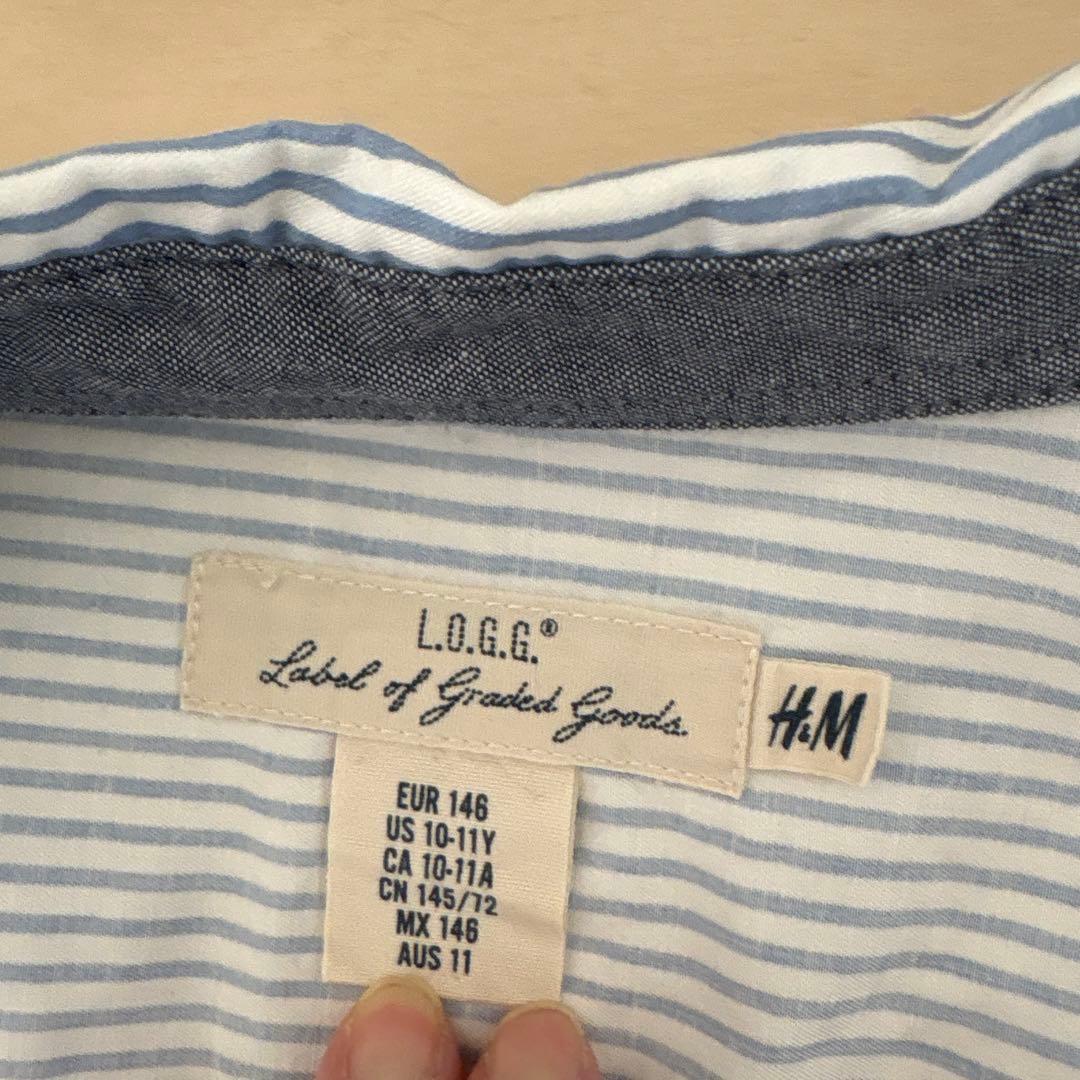 L.O.G.G.®
Label of Graded Goods.
H&M
EUR 146
US 10-11Y
CA 10-11A
CN 145/72
MX 146
AUS 11